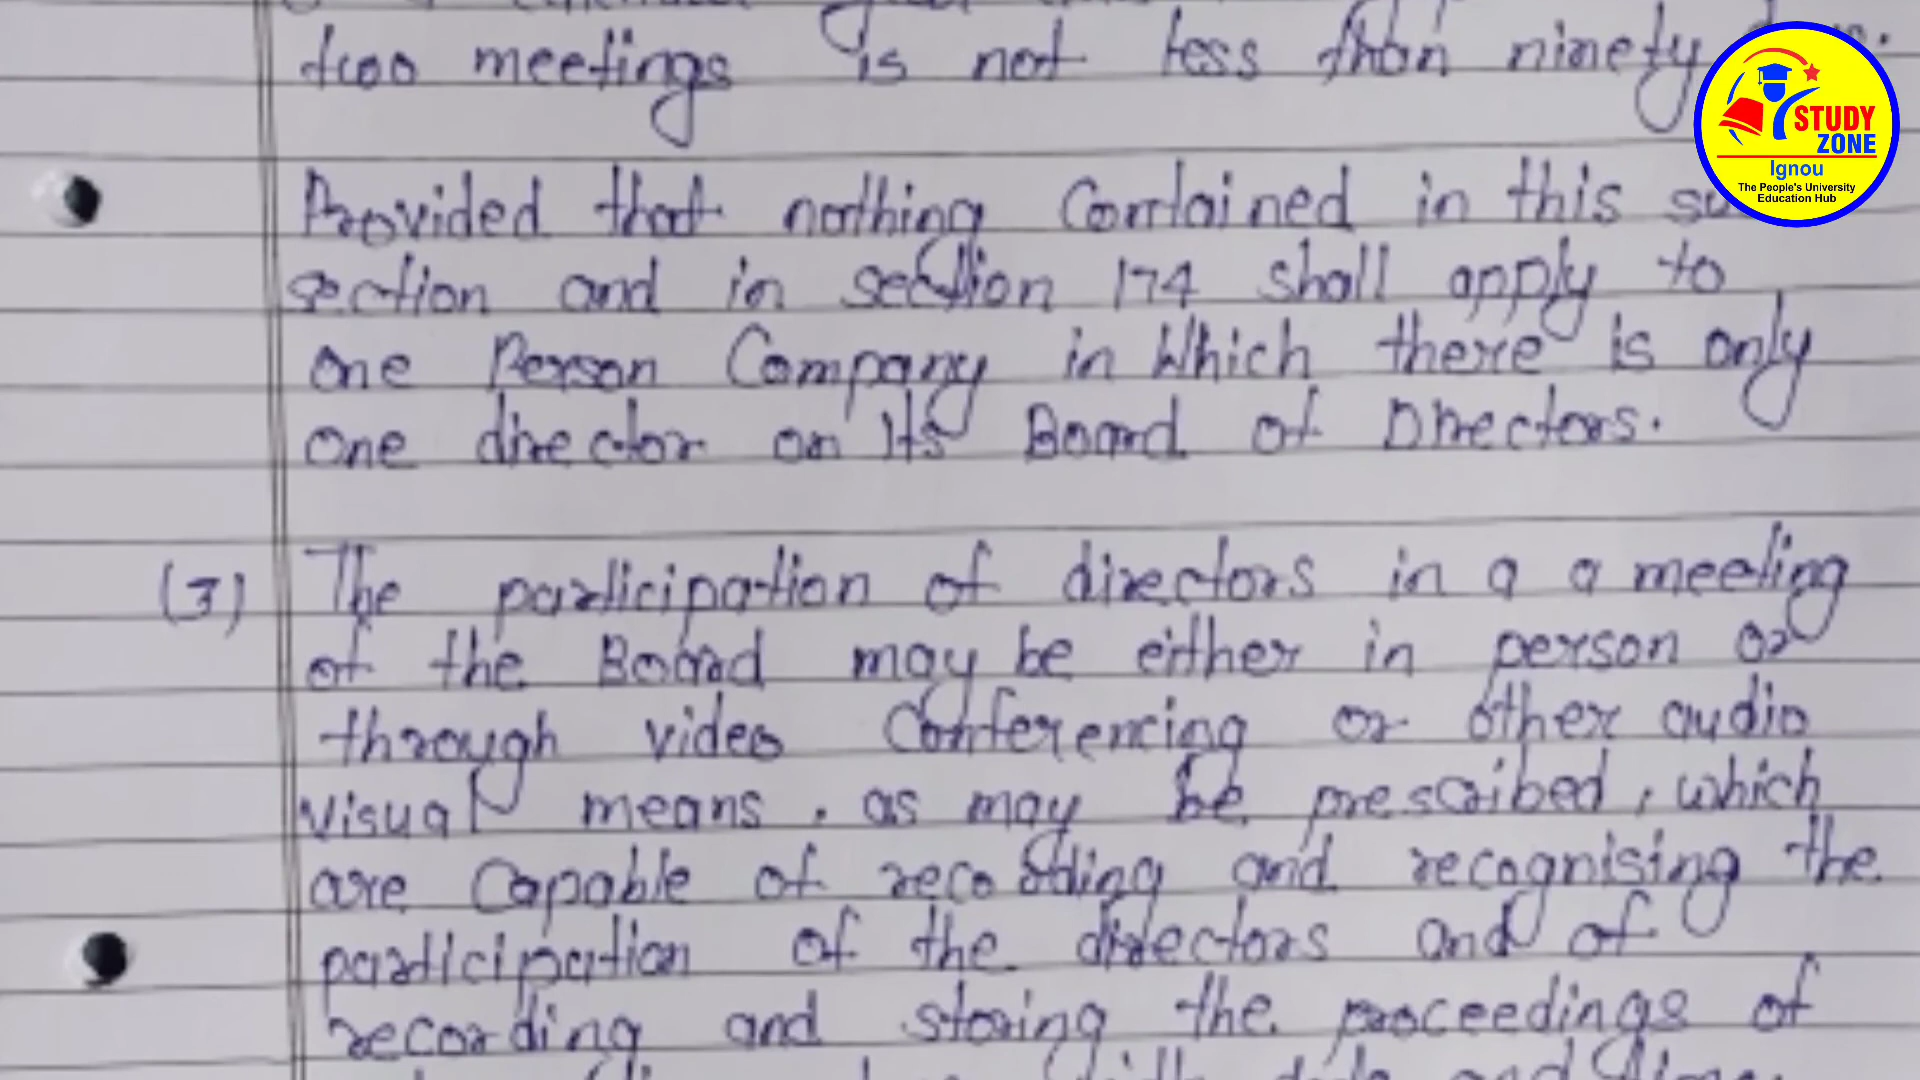 two meetings is not less than ninety
Provided that nothing Contained in this su
section and in section 174 shall apply to
one Person Company in Which there is only
one director on Its Board of Directors.
(3) The participation of directors in a a meeting
of the Board may be either in person or
through video Conferencing or other audio
visual means. as may be prescribed, which
are Capable of recording and recognising the
participation of the directors and of
recording and storing the proceedings of
STUDY
ZONE
Ignou
The People's University
Education Hub